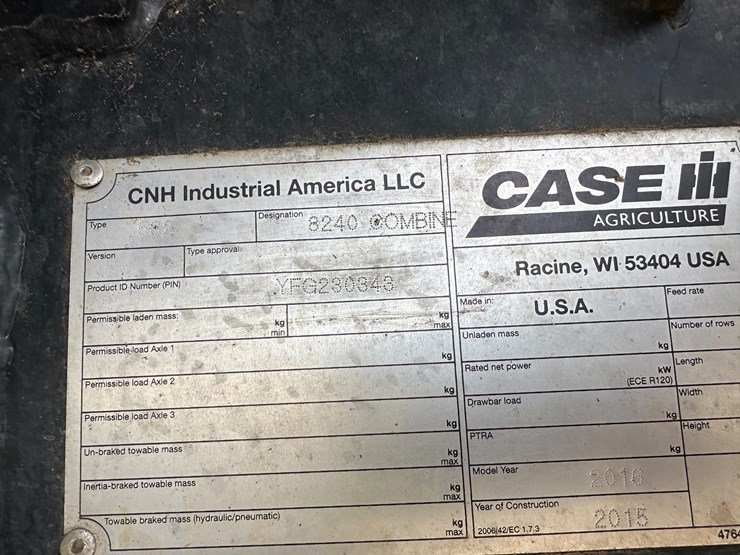 CNH Industrial America LLC
Type
Designation 8240 COMBINE
Version
Type approval
Product ID Number (PIN) YFG230343
Permissible laden mass: kg min kg max
Permissible load Axle 1 kg
Permissible load Axle 2 kg
Permissible load Axle 3 kg
Un-braked towable mass kg max
Inertia-braked towable mass kg max
Towable braked mass (hydraulic/pneumatic) kg max
CASE IH
AGRICULTURE
Racine, WI 53404 USA
Made in: U.S.A.
Feed rate
Unladen mass kg
Number of rows
Rated net power kW (ECE R120)
Length
Drawbar load kg
Width
PTRA kg
Height
Model Year 2016
Year of Construction 2015
2006/42/EC 1.7.3
4764